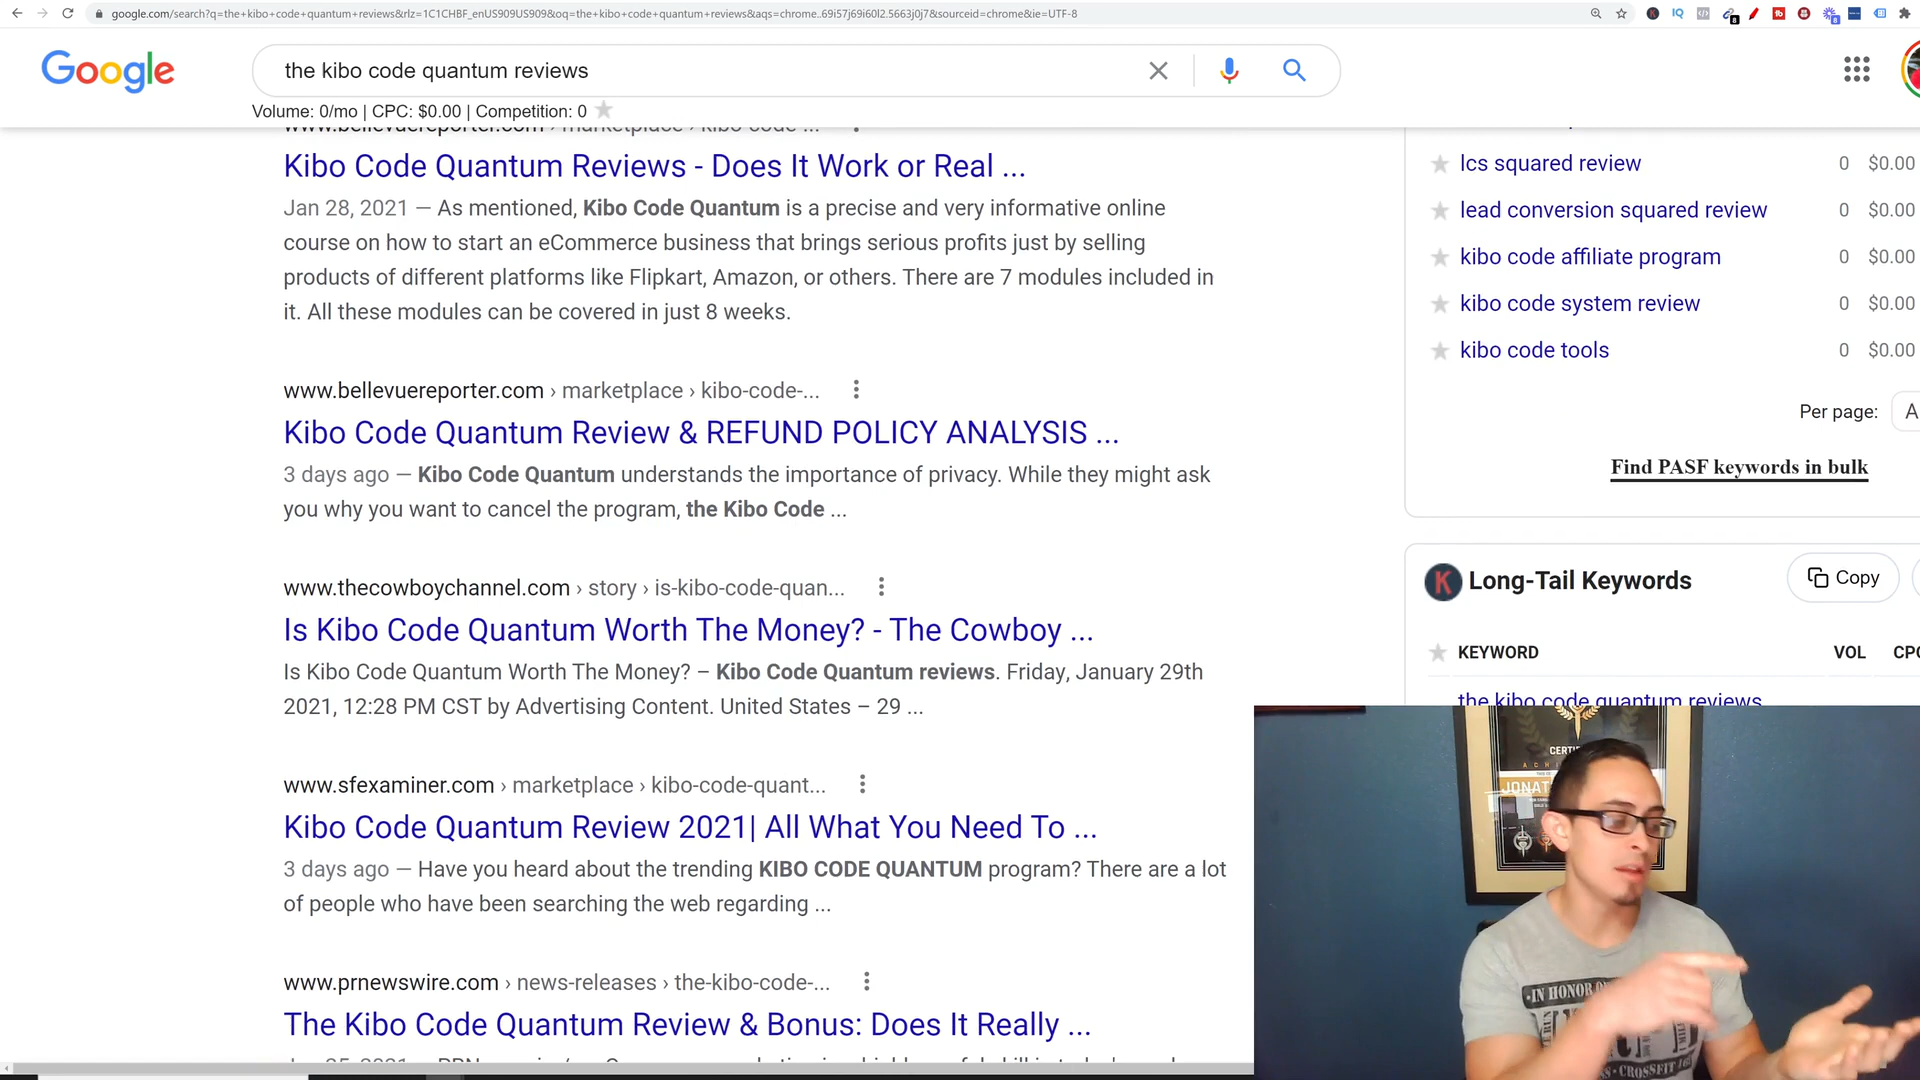 google.com/search?q=the+kibo+code+quantum+reviews&rlz=1C1CHBF_enUS909US909&oq=the+kibo+code+quantum+reviews&aqs=chrome..69i57j69i60l2.5663j0j7&sourceid=chrome&ie=UTF-8
Google
the kibo code quantum reviews
Volume: 0/mo | CPC: $0.00 | Competition: 0
www.bellevuereporter.com › marketplace › kibo-code ...
Kibo Code Quantum Reviews - Does It Work or Real ...
Jan 28, 2021 — As mentioned, Kibo Code Quantum is a precise and very informative online
course on how to start an eCommerce business that brings serious profits just by selling
products of different platforms like Flipkart, Amazon, or others. There are 7 modules included in
it. All these modules can be covered in just 8 weeks.
www.bellevuereporter.com › marketplace › kibo-code-...
Kibo Code Quantum Review & REFUND POLICY ANALYSIS ...
3 days ago — Kibo Code Quantum understands the importance of privacy. While they might ask
you why you want to cancel the program, the Kibo Code ...
www.thecowboychannel.com › story › is-kibo-code-quan...
Is Kibo Code Quantum Worth The Money? - The Cowboy ...
Is Kibo Code Quantum Worth The Money? – Kibo Code Quantum reviews. Friday, January 29th
2021, 12:28 PM CST by Advertising Content. United States – 29 ...
www.sfexaminer.com › marketplace › kibo-code-quant...
Kibo Code Quantum Review 2021| All What You Need To ...
3 days ago — Have you heard about the trending KIBO CODE QUANTUM program? There are a lot
of people who have been searching the web regarding ...
www.prnewswire.com › news-releases › the-kibo-code-...
The Kibo Code Quantum Review & Bonus: Does It Really ...
lcs squared review 0 $0.00
lead conversion squared review 0 $0.00
kibo code affiliate program 0 $0.00
kibo code system review 0 $0.00
kibo code tools 0 $0.00
Per page: A
Find PASF keywords in bulk
K Long-Tail Keywords
Copy
KEYWORD VOL CPC
the kibo code quantum reviews
JONAT
IN HONOR
CROSSFIT